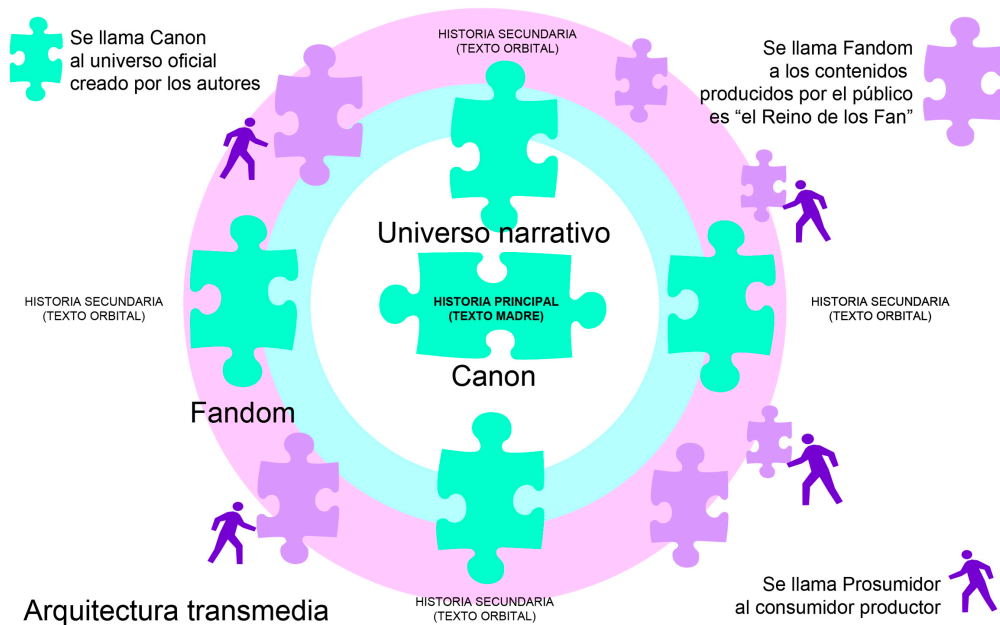 Se llama Canon
al universo oficial
creado por los autores
HISTORIA SECUNDARIA
(TEXTO ORBITAL)
Se llama Fandom
a los contenidos
producidos por el público
es “el Reino de los Fan”
Universo narrativo
HISTORIA SECUNDARIA
(TEXTO ORBITAL)
HISTORIA PRINCIPAL
(TEXTO MADRE)
HISTORIA SECUNDARIA
(TEXTO ORBITAL)
Canon
Fandom
HISTORIA SECUNDARIA
(TEXTO ORBITAL)
Arquitectura transmedia
Se llama Prosumidor
al consumidor productor